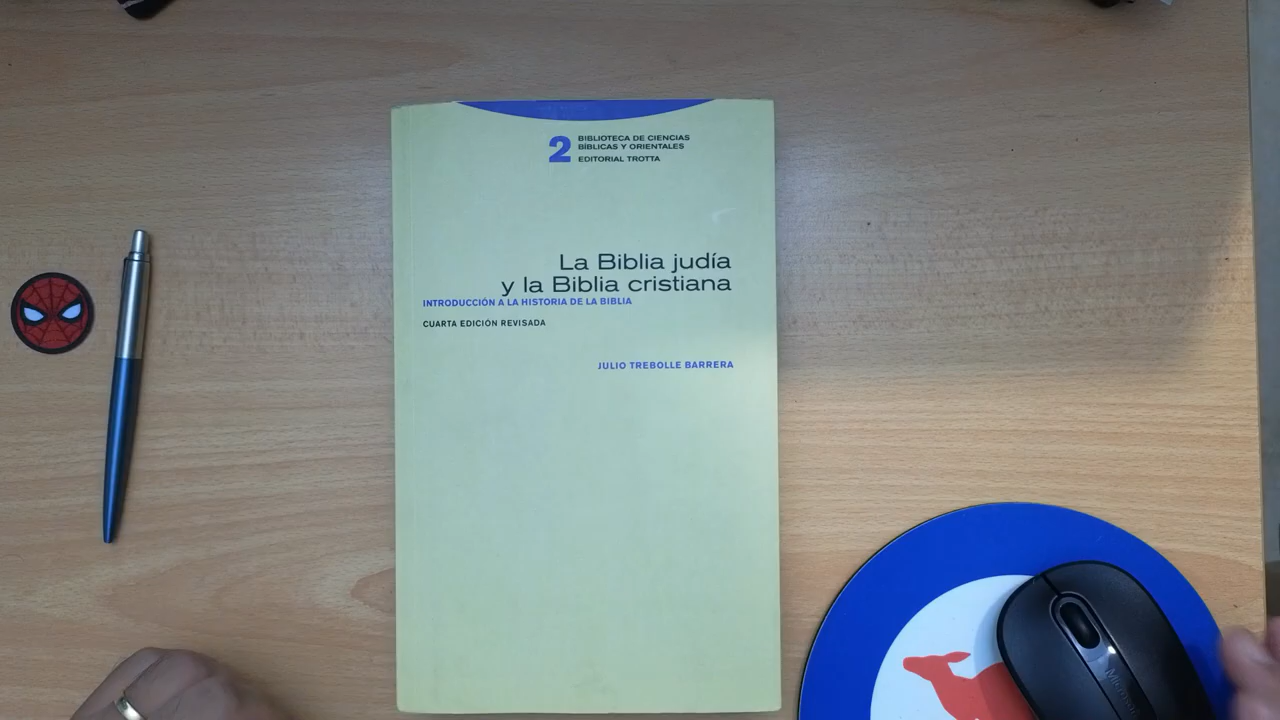 2
BIBLIOTECA DE CIENCIAS
BÍBLICAS Y ORIENTALES
EDITORIAL TROTTA
La Biblia judía
y la Biblia cristiana
INTRODUCCIÓN A LA HISTORIA DE LA BIBLIA
CUARTA EDICIÓN REVISADA
JULIO TREBOLLE BARRERA
Microsoft